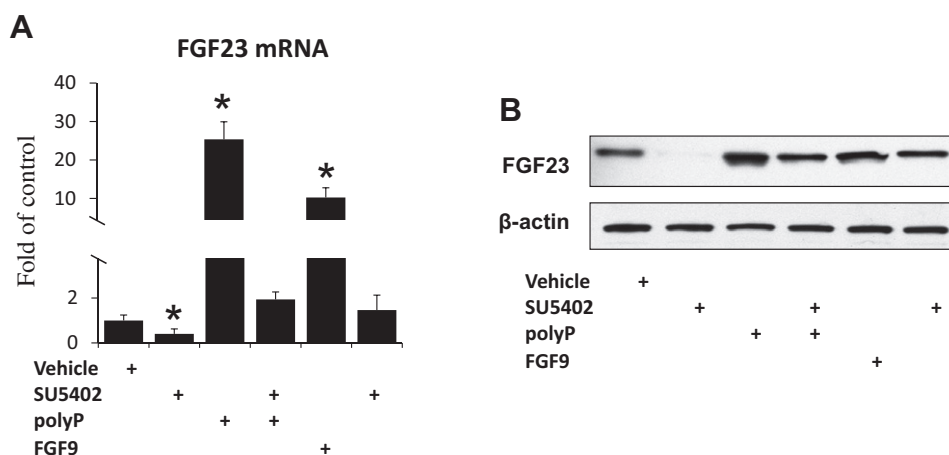 A
FGF23 mRNA
Fold of control
40
30
20
10
2
0
* * *
Vehicle +
SU5402 + + +
polyP + +
FGF9 +
B
FGF23
β-actin
Vehicle +
SU5402 + + +
polyP + +
FGF9 +